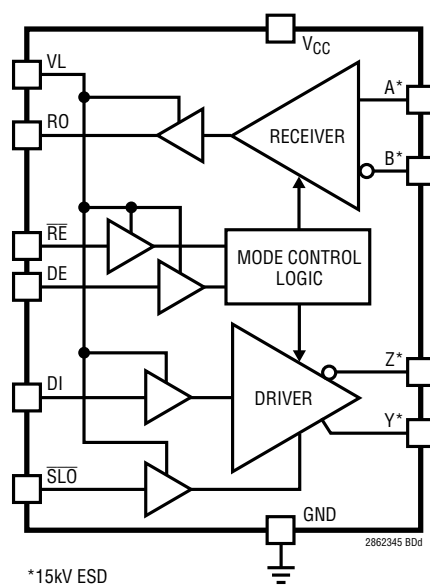 VCC
VL
A*
RO
RECEIVER
B*
RE
MODE CONTROL
LOGIC
DE
Z*
DI
DRIVER
Y*
SLO
GND
2862345 BDd
*15kV ESD